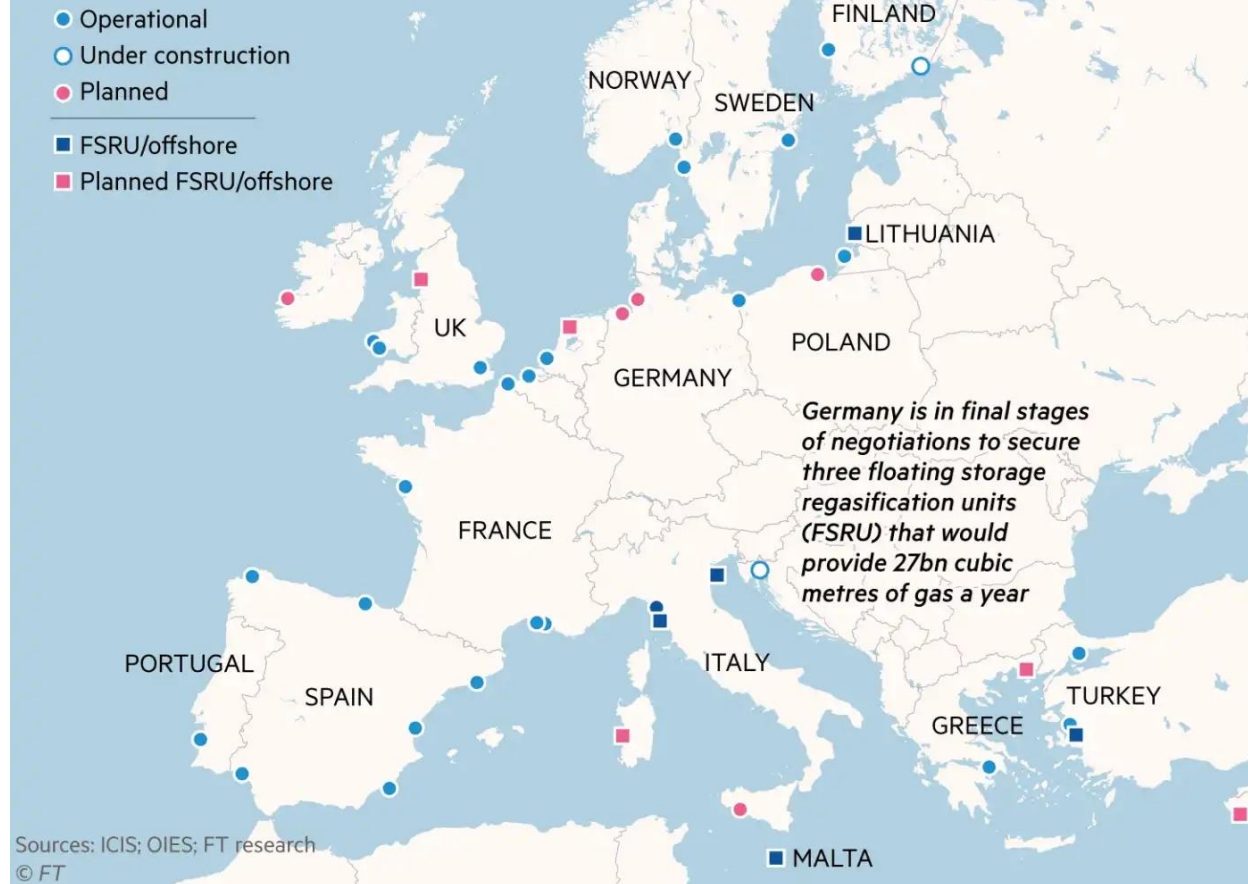 Operational
Under construction
Planned
FSRU/offshore
Planned FSRU/offshore
FINLAND
NORWAY
SWEDEN
LITHUANIA
UK
POLAND
GERMANY
Germany is in final stages
of negotiations to secure
three floating storage
regasification units
(FSRU) that would
provide 27bn cubic
metres of gas a year
FRANCE
PORTUGAL
SPAIN
ITALY
GREECE
TURKEY
MALTA
Sources: ICIS; OIES; FT research
© FT